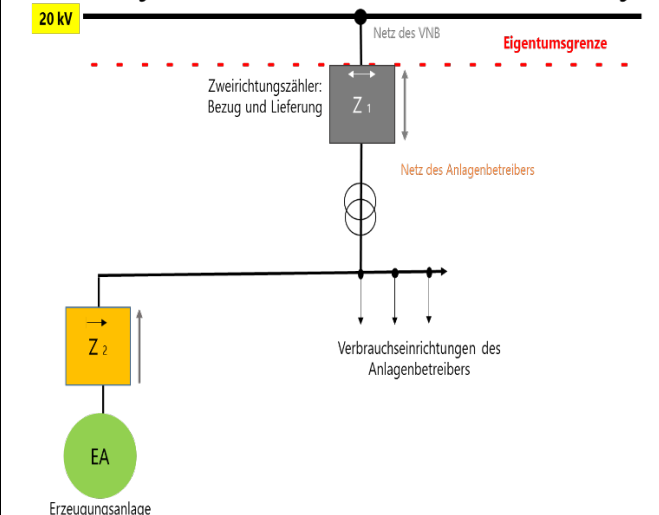 20 kV
Netz des VNB
Eigentumsgrenze
Zweirichtungszähler:
Bezug und Lieferung
Z 1
Netz des Anlagenbetreibers
Z 2
Verbrauchseinrichtungen des
Anlagenbetreibers
EA
Erzeugungsanlage